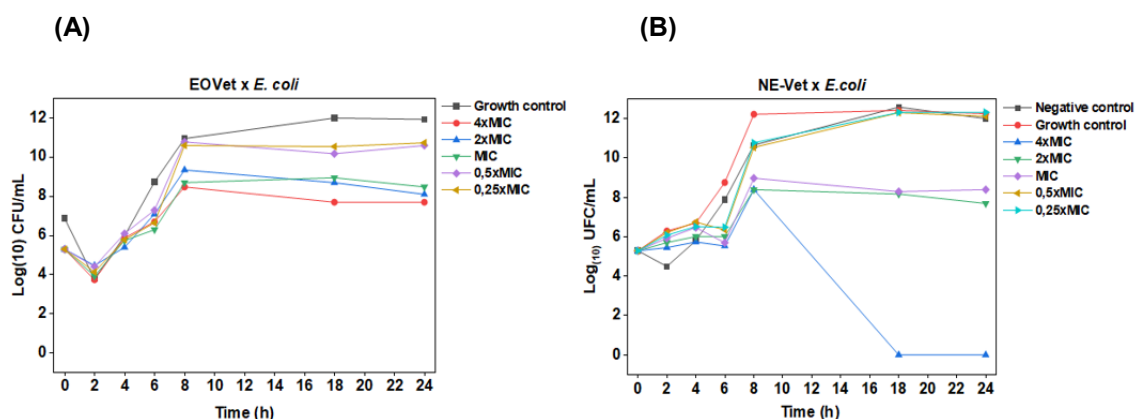 (A)
EOVet x E. coli
Log(10) CFU/mL
12
10
8
6
4
2
0
0 2 4 6 8 10 12 14 16 18 20 22 24
Time (h)
Growth control
4xMIC
2xMIC
MIC
0,5xMIC
0,25xMIC
(B)
NE-Vet x E.coli
Log(10) UFC/mL
12
10
8
6
4
2
0
0 2 4 6 8 10 12 14 16 18 20 22 24
Time (h)
Negative control
Growth control
4xMIC
2xMIC
MIC
0,5xMIC
0,25xMIC